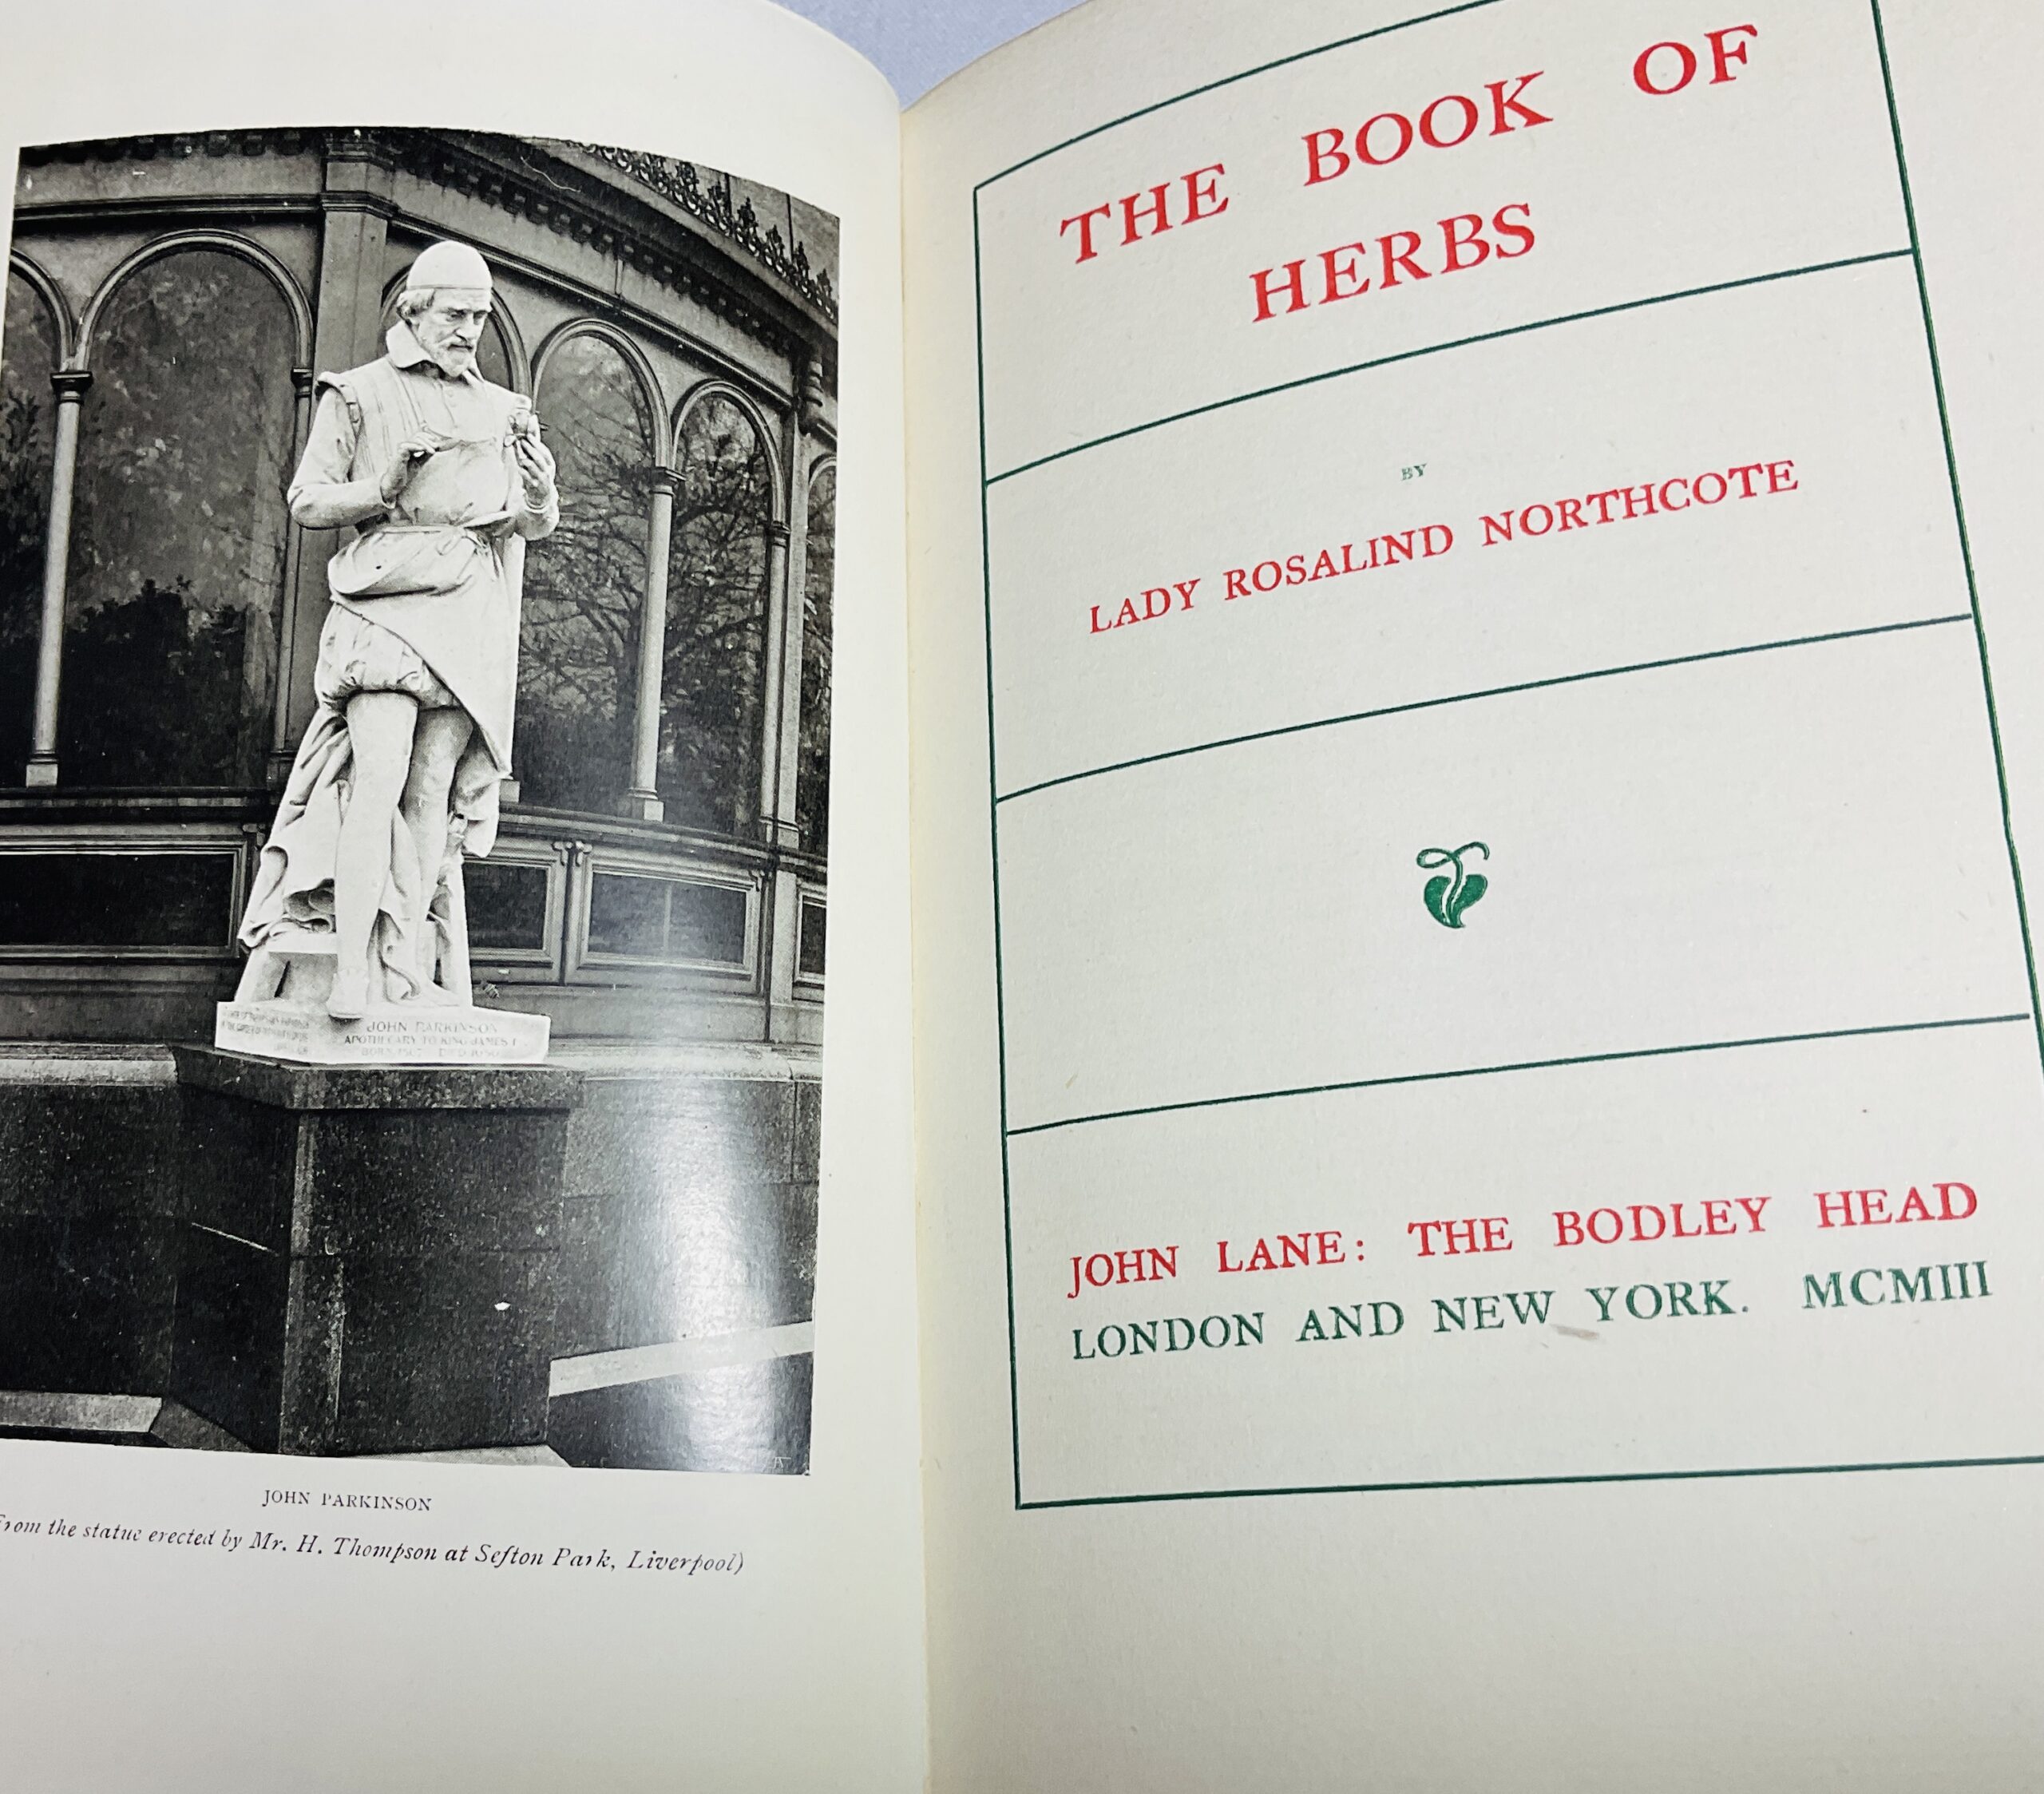 JOHN PARKINSON
APOTHECARY TO KING JAMES I
JOHN PARKINSON
from the statue erected by Mr. H. Thompson at Sefton Park, Liverpool)
THE BOOK OF
HERBS
BY
LADY ROSALIND NORTHCOTE
JOHN LANE: THE BODLEY HEAD
LONDON AND NEW YORK. MCMIII